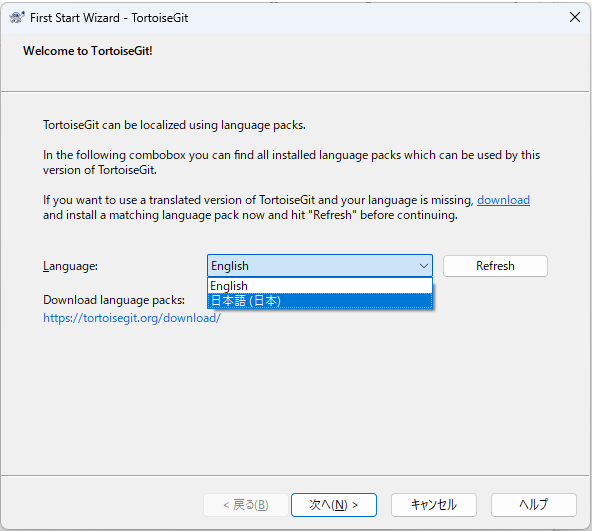 First Start Wizard - TortoiseGit
Welcome to TortoiseGit!
TortoiseGit can be localized using language packs.
In the following combobox you can find all installed language packs which can be used by this
version of TortoiseGit.
If you want to use a translated version of TortoiseGit and your language is missing, download
and install a matching language pack now and hit "Refresh" before continuing.
Language: English Refresh
English
Download language packs: 日本語 (日本)
https://tortoisegit.org/download/
< 戻る(B) 次へ(N) > キャンセル ヘルプ